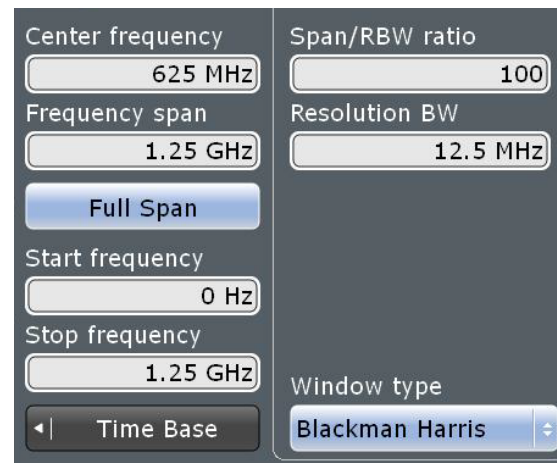 Center frequency
625 MHz
Frequency span
1.25 GHz
Full Span
Start frequency
0 Hz
Stop frequency
1.25 GHz
Time Base
Span/RBW ratio
100
Resolution BW
12.5 MHz
Window type
Blackman Harris